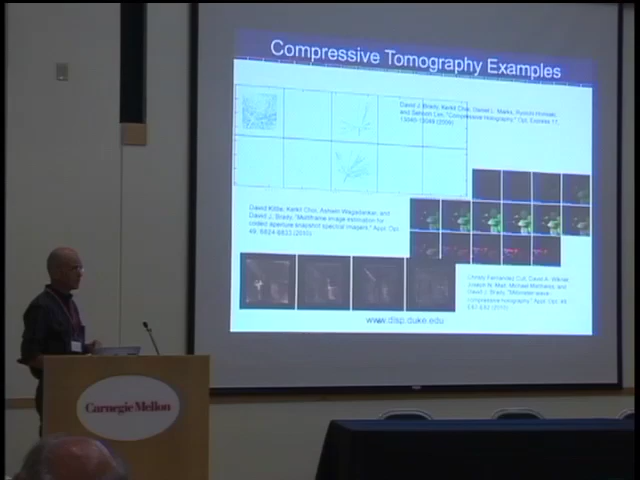 Compressive Tomography Examples
David J. Brady, Kerkil Choi, Daniel L. Marks, Ryoichi Horisaki,
and Sehoon Lim, "Compressive holography," Opt. Express 17,
13040-13049 (2009)
David Kittle, Kerkil Choi, Ashwin Wagadarikar, and
David J. Brady, "Multiframe image estimation for
coded aperture snapshot spectral imagers," Appl. Opt.
49, 6824-6833 (2010)
Christy Fernandez Cull, David A. Wikner,
Joseph N. Mait, Michael Mattheiss, and
David J. Brady, "Millimeter-wave
compressive holography," Appl. Opt. 49,
(2010)
www.disp.duke.edu
Carnegie Mellon